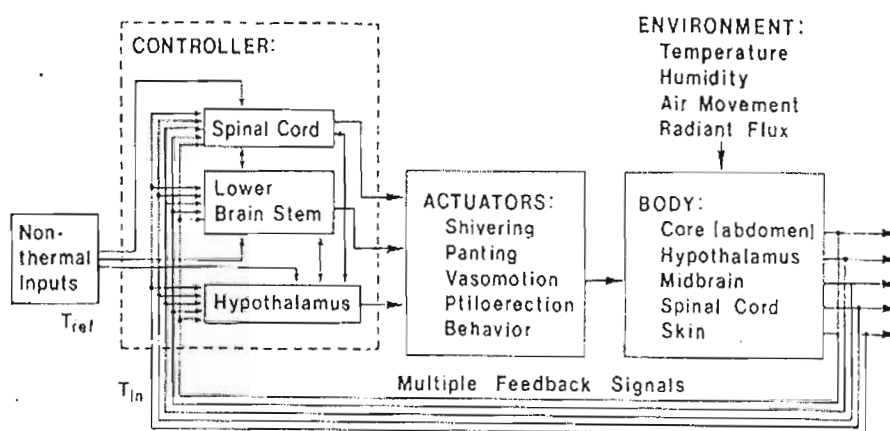 ENVIRONMENT:
Temperature
Humidity
Air Movement
Radiant Flux
CONTROLLER:
Spinal Cord
Lower
Brain Stem
Hypothalamus
Non-
thermal
Inputs
Tref
Tin
ACTUATORS:
Shivering
Panting
Vasomotion
Ptiloerection
Behavior
BODY:
Core (abdomen)
Hypothalamus
Midbrain
Spinal Cord
Skin
Multiple Feedback Signals